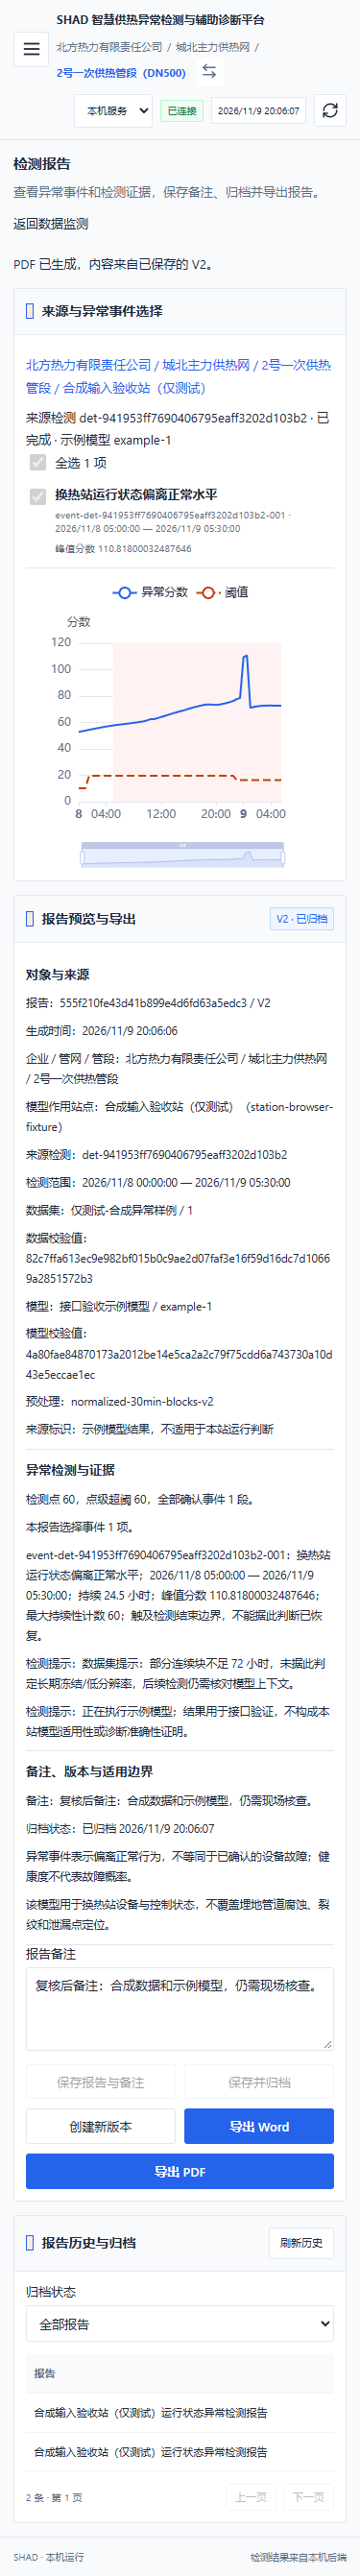 SHAD 智慧供热异常检测与辅助诊断平台
北方热力有限责任公司 / 城北主力供热网 /
2号一次供热管段（DN500）
本机服务
已连接
2026/11/9 20:06:07
检测报告
查看异常事件和检测证据，保存备注、归档并导出报告。
返回数据监测
PDF 已生成，内容来自已保存的 V2。
来源与异常事件选择
北方热力有限责任公司 / 城北主力供热网 / 2号一次供热
管段 / 合成输入验收站（仅测试）
来源检测 det-941953ff7690406795eaff3202d103b2 · 已
完成 · 示例模型 example-1
全选 1 项
换热站运行状态偏离正常水平
event-det-941953ff7690406795eaff3202d103b2-001 ·
2026/11/8 05:00:00 — 2026/11/9 05:30:00
峰值分数 110.81800032487646
异常分数
阈值
分数
120
100
80
60
40
20
0
8 04:00 12:00 20:00 9 04:00
报告预览与导出
V2 · 已归档
对象与来源
报告：555f210fe43d41b899e4d6fd63a5edc3 / V2
生成时间：2026/11/9 20:06:06
企业 / 管网 / 管段：北方热力有限责任公司 / 城北主力供热网
/ 2号一次供热管段
模型作用站点：合成输入验收站（仅测试）（station-browser-
fixture）
来源检测：det-941953ff7690406795eaff3202d103b2
检测范围：2026/11/8 00:00:00 — 2026/11/9 05:30:00
数据集：仅测试-合成异常样例 / 1
数据校验值：
82c7ffa613ec9e982bf015b0c9ae2d07faf3e16f59d16dc7d1066
9a2851572b3
模型：接口验收示例模型 / example-1
模型校验值：
4a80fae84870173a2012be14e5ca2a2c79f75cdd6a743730a10d
43e5eccae1ec
预处理：normalized-30min-blocks-v2
来源标识：示例模型结果，不适用于本站运行判断
异常检测与证据
检测点 60，点级超阈 60，全部确认事件 1 段。
本报告选择事件 1 项。
event-det-941953ff7690406795eaff3202d103b2-001：换热站
运行状态偏离正常水平；2026/11/8 05:00:00 — 2026/11/9
05:30:00；持续 24.5 小时；峰值分数 110.81800032487646；
最大持续性计数 60；触及检测结束边界，不能据此判断已恢
复。
检测提示：数据集提示：部分连续块不足 72 小时，未据此判
定长期冻结/低分辨率，后续检测仍需核对模型上下文。
检测提示：正在执行示例模型；结果用于接口验证，不构成本
站模型适用性或诊断准确性证明。
备注、版本与适用边界
备注：复核后备注：合成数据和示例模型，仍需现场核查。
归档状态：已归档 2026/11/9 20:06:07
异常事件表示偏离正常行为，不等同于已确认的设备故障；健
康度不代表故障概率。
该模型用于换热站设备与控制状态，不覆盖埋地管道腐蚀、裂
纹和泄漏点定位。
报告备注
复核后备注：合成数据和示例模型，仍需现场核查。
保存报告与备注
保存并归档
创建新版本
导出 Word
导出 PDF
报告历史与归档
刷新历史
归档状态
全部报告
报告
合成输入验收站（仅测试）运行状态异常检测报告
合成输入验收站（仅测试）运行状态异常检测报告
2 条 · 第 1 页
上一页
下一页
SHAD · 本机运行
检测结果来自本机后端